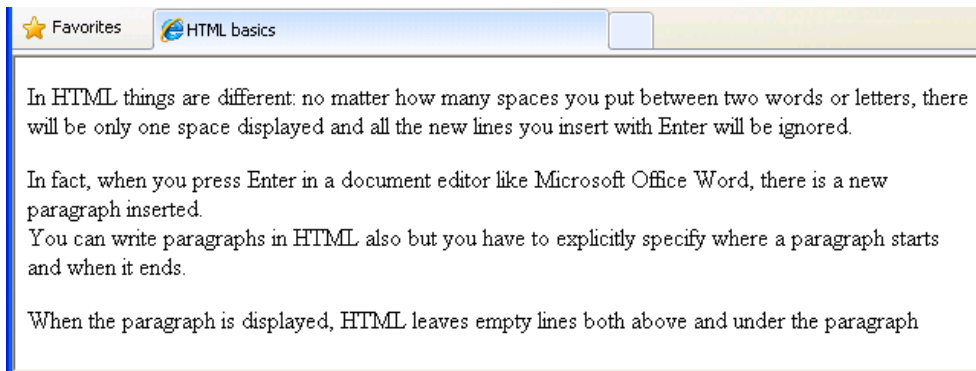 Favorites
HTML basics
In HTML things are different: no matter how many spaces you put between two words or letters, there
will be only one space displayed and all the new lines you insert with Enter will be ignored.
In fact, when you press Enter in a document editor like Microsoft Office Word, there is a new
paragraph inserted.
You can write paragraphs in HTML also but you have to explicitly specify where a paragraph starts
and when it ends.
When the paragraph is displayed, HTML leaves empty lines both above and under the paragraph